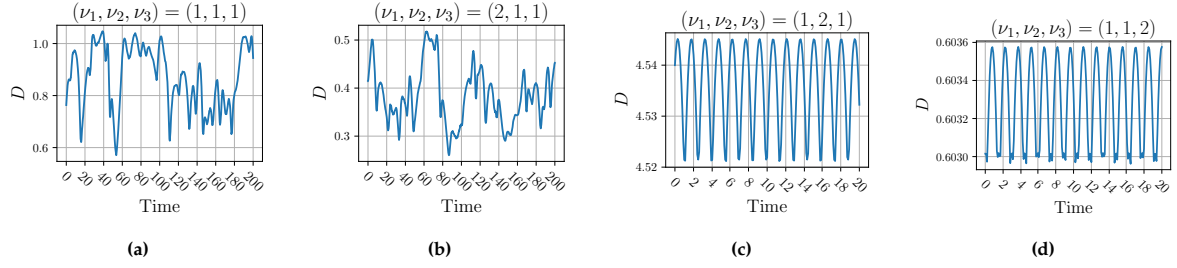 (ν₁, ν₂, ν₃) = (1, 1, 1)
D
1.0
0.8
0.6
0 20 40 60 80 100 120 140 160 180 200
Time
(a)
(ν₁, ν₂, ν₃) = (2, 1, 1)
D
0.5
0.4
0.3
0 20 40 60 80 100 120 140 160 180 200
Time
(b)
(ν₁, ν₂, ν₃) = (1, 2, 1)
D
4.54
4.53
4.52
0 2 4 6 8 10 12 14 16 18 20
Time
(c)
(ν₁, ν₂, ν₃) = (1, 1, 2)
D
0.6036
0.6034
0.6032
0.6030
0 2 4 6 8 10 12 14 16 18 20
Time
(d)